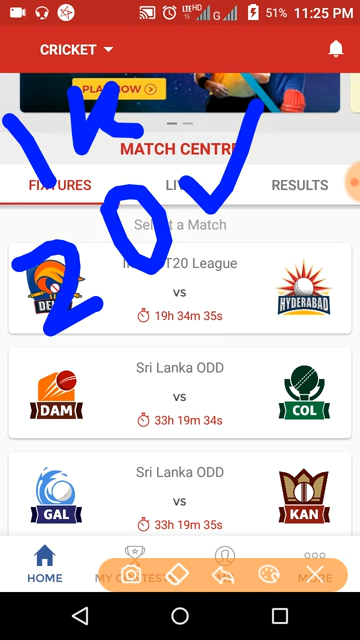 LTE HD G 51% 11:25 PM
CRICKET
PLAY NOW
1K
MATCH CENTRE
FIXTURES RESULTS
20
Select a Match
T20 League
vs
HYDERABAD
19h 34m 35s
Sri Lanka ODD
vs
DAM COL
33h 19m 34s
Sri Lanka ODD
vs
GAL KAN
33h 19m 35s
HOME MY CONTESTS MORE